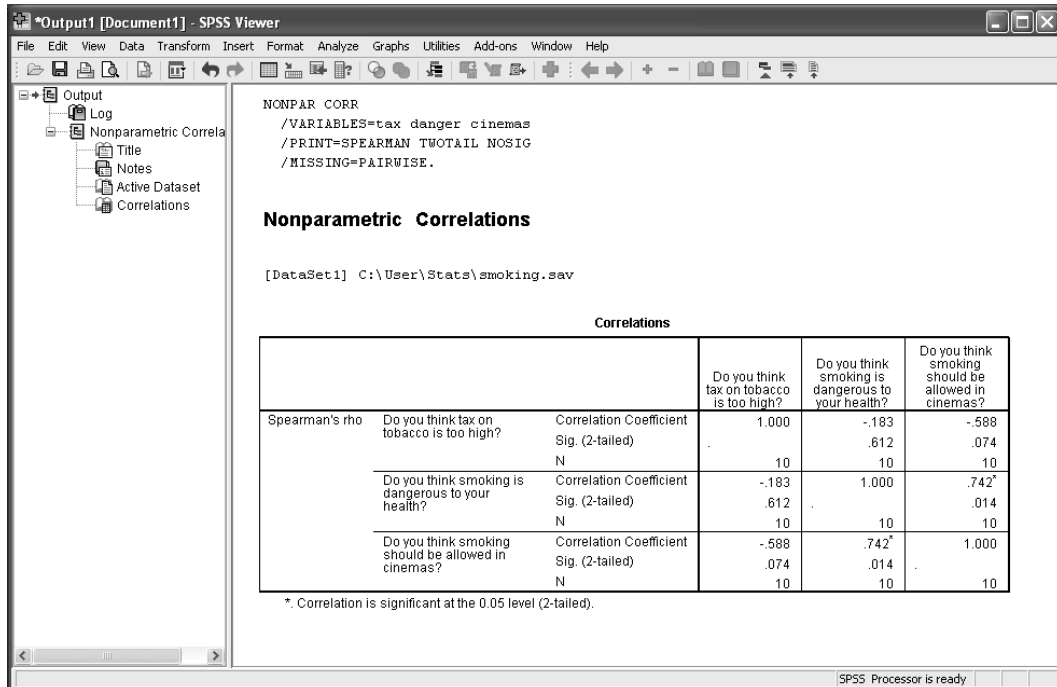 *Output1 [Document1] - SPSS Viewer
File Edit View Data Transform Insert Format Analyze Graphs Utilities Add-ons Window Help
Output
Log
Nonparametric Correla
Title
Notes
Active Dataset
Correlations
NONPAR CORR
/VARIABLES=tax danger cinemas
/PRINT=SPEARMAN TWOTAIL NOSIG
/MISSING=PAIRWISE.
Nonparametric Correlations
[DataSet1] C:\User\Stats\smoking.sav
Correlations
Do you think
tax on tobacco
is too high?
Do you think
smoking is
dangerous to
your health?
Do you think
smoking
should be
allowed in
cinemas?
Spearman's rho
Do you think tax on
tobacco is too high?
Correlation Coefficient 1.000 -.183 -.588
Sig. (2-tailed) . .612 .074
N 10 10 10
Do you think smoking is
dangerous to your
health?
Correlation Coefficient -.183 1.000 .742*
Sig. (2-tailed) .612 . .014
N 10 10 10
Do you think smoking
should be allowed in
cinemas?
Correlation Coefficient -.588 .742* 1.000
Sig. (2-tailed) .074 .014 .
N 10 10 10
*. Correlation is significant at the 0.05 level (2-tailed).
SPSS Processor is ready